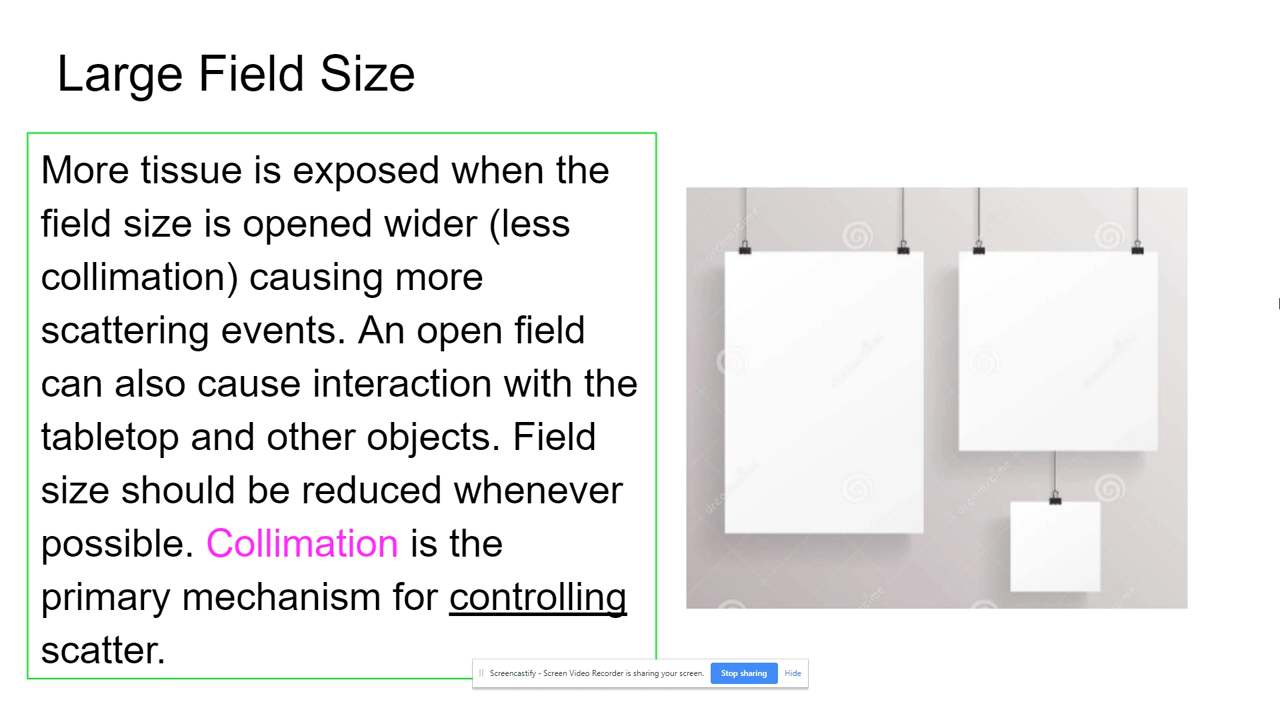 Large Field Size
More tissue is exposed when the
field size is opened wider (less
collimation) causing more
scattering events. An open field
can also cause interaction with the
tabletop and other objects. Field
size should be reduced whenever
possible. Collimation is the
primary mechanism for controlling
scatter.
Screencastify - Screen Video Recorder is sharing your screen. Stop sharing Hide